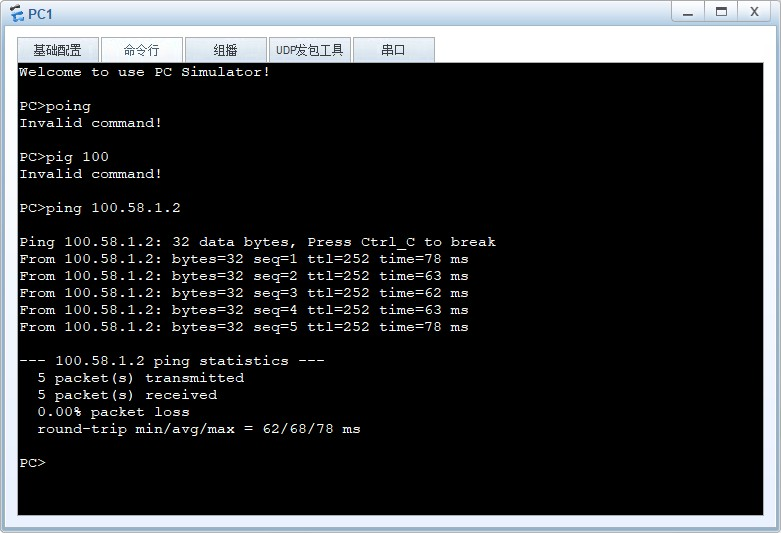 PC1
基础配置 命令行 组播 UDP发包工具 串口
Welcome to use PC Simulator!
PC>poing
Invalid command!
PC>pig 100
Invalid command!
PC>ping 100.58.1.2
Ping 100.58.1.2: 32 data bytes, Press Ctrl_C to break
From 100.58.1.2: bytes=32 seq=1 ttl=252 time=78 ms
From 100.58.1.2: bytes=32 seq=2 ttl=252 time=63 ms
From 100.58.1.2: bytes=32 seq=3 ttl=252 time=62 ms
From 100.58.1.2: bytes=32 seq=4 ttl=252 time=63 ms
From 100.58.1.2: bytes=32 seq=5 ttl=252 time=78 ms
--- 100.58.1.2 ping statistics ---
5 packet(s) transmitted
5 packet(s) received
0.00% packet loss
round-trip min/avg/max = 62/68/78 ms
PC>